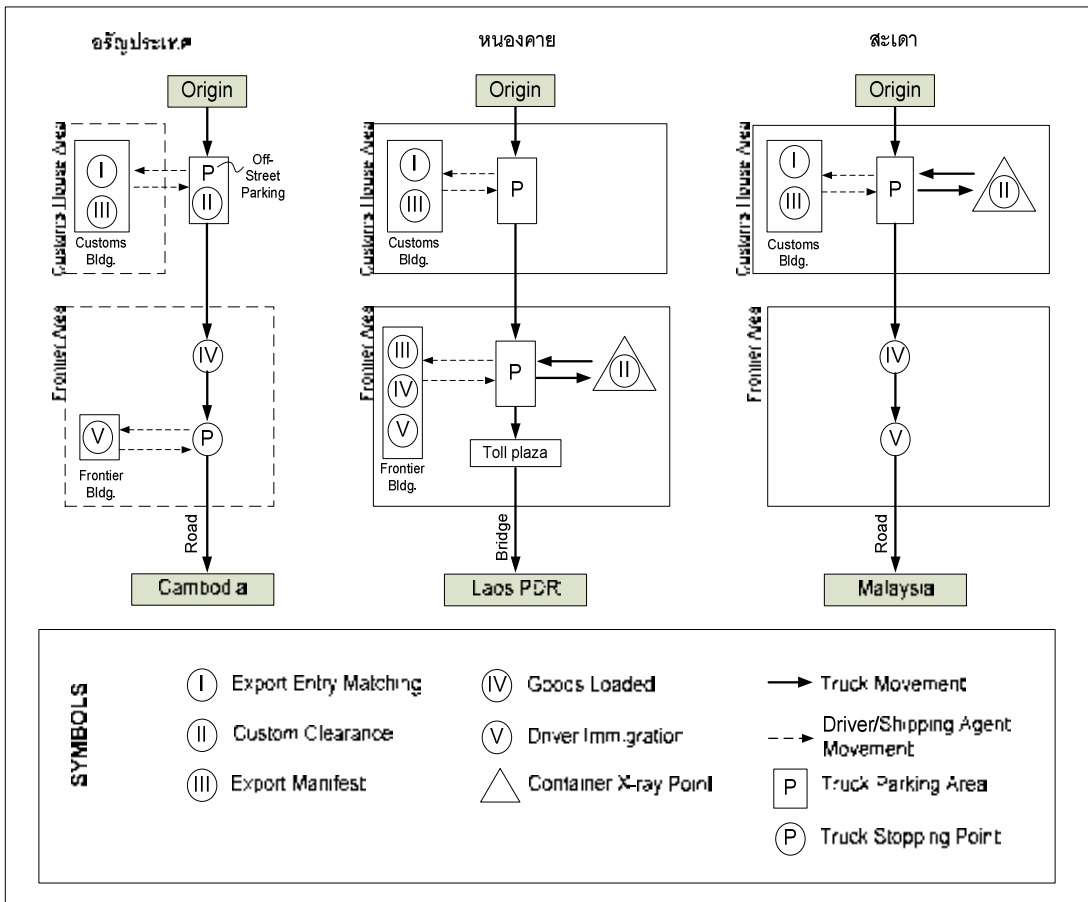 อรัญประเทศ
Origin
Customs House Area
I
III
Customs
Bldg.
P
II
Off-
Street
Parking
Frontier Area
IV
V
P
Frontier
Bldg.
Road
Cambodia
หนองคาย
Origin
Customs House Area
I
III
Customs
Bldg.
P
Frontier Area
III
IV
V
Frontier
Bldg.
P
II
Toll plaza
Bridge
Laos PDR
สะเดา
Origin
Customs House Area
I
III
Customs
Bldg.
P
II
Frontier Area
IV
V
Road
Malaysia
SYMBOLS
I Export Entry Matching
II Custom Clearance
III Export Manifest
IV Goods Loaded
V Driver Immigration
Container X-ray Point
Truck Movement
Driver/Shipping Agent
Movement
P Truck Parking Area
P Truck Stopping Point